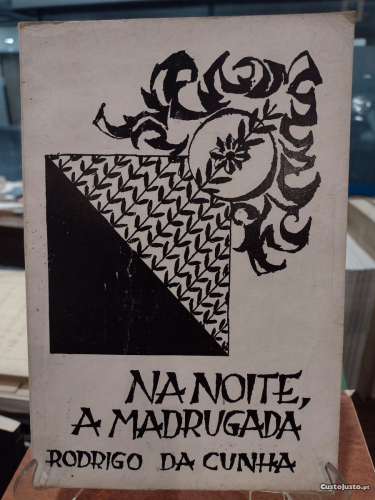 NA NOITE,
A MADRUGADA
RODRIGO DA CUNHA
CustoJusto.pt